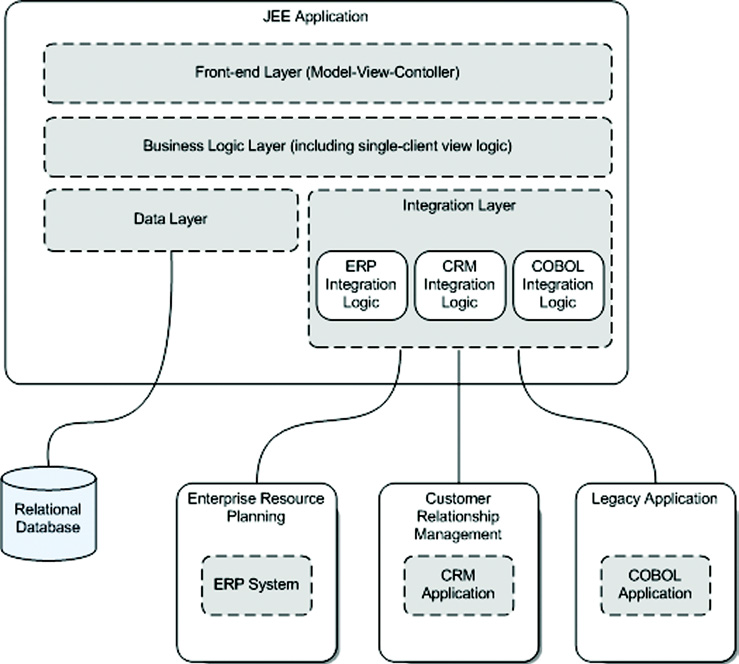 JEE Application
Front-end Layer (Model-View-Contoller)
Business Logic Layer (including single-client view logic)
Data Layer
Integration Layer
ERP
Integration
Logic
CRM
Integration
Logic
COBOL
Integration
Logic
Relational
Database
Enterprise Resource
Planning
ERP System
Customer
Relationship
Management
CRM
Application
Legacy Application
COBOL
Application